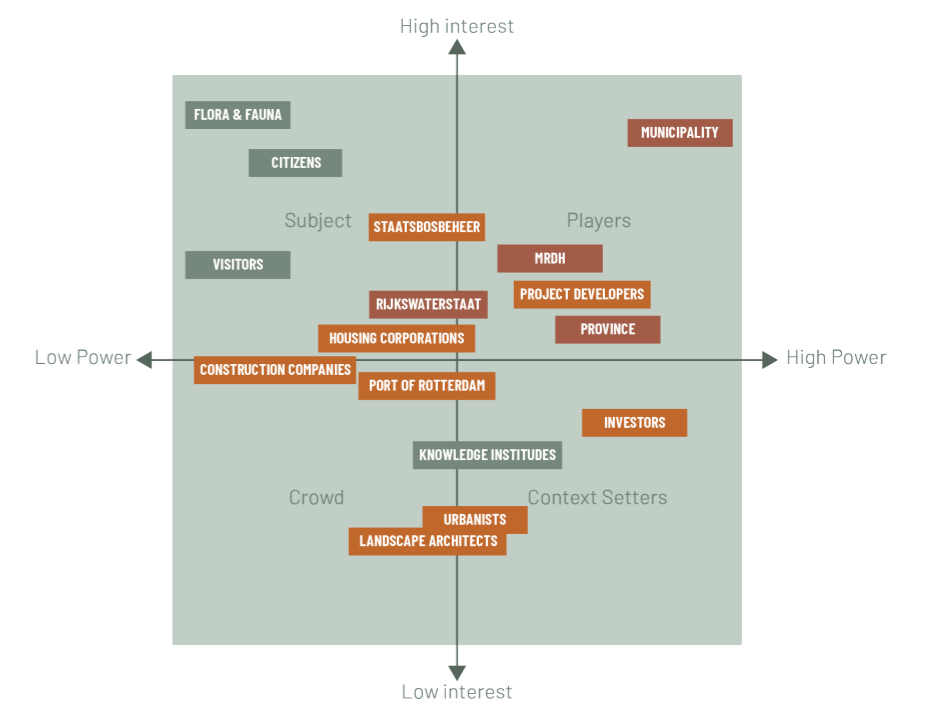 High interest
FLORA & FAUNA
MUNICIPALITY
CITIZENS
Subject
STAATSBOSBEHEER
Players
MRDH
VISITORS
PROJECT DEVELOPERS
RIJKSWATERSTAAT
PROVINCE
HOUSING CORPORATIONS
Low Power
High Power
CONSTRUCTION COMPANIES
PORT OF ROTTERDAM
INVESTORS
KNOWLEDGE INSTITUDES
Crowd
Context Setters
URBANISTS
LANDSCAPE ARCHITECTS
Low interest